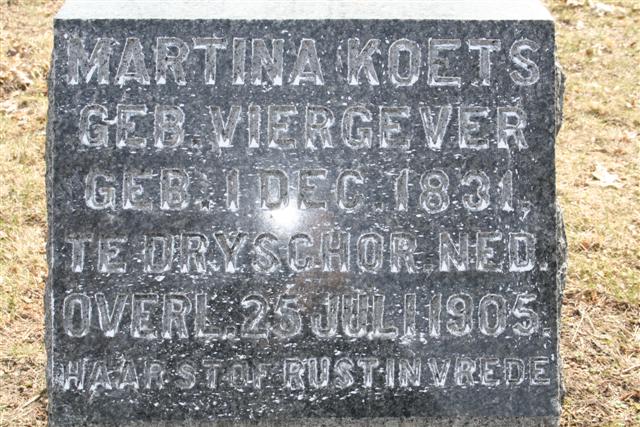 MARTINA KOETS
GEB. VIERGEVER
GEB. 1 DEC. 1831,
TE DRYSCHOR. NED.
OVERL. 25 JULI 1905.
HAAR STOF RUST IN VREDE